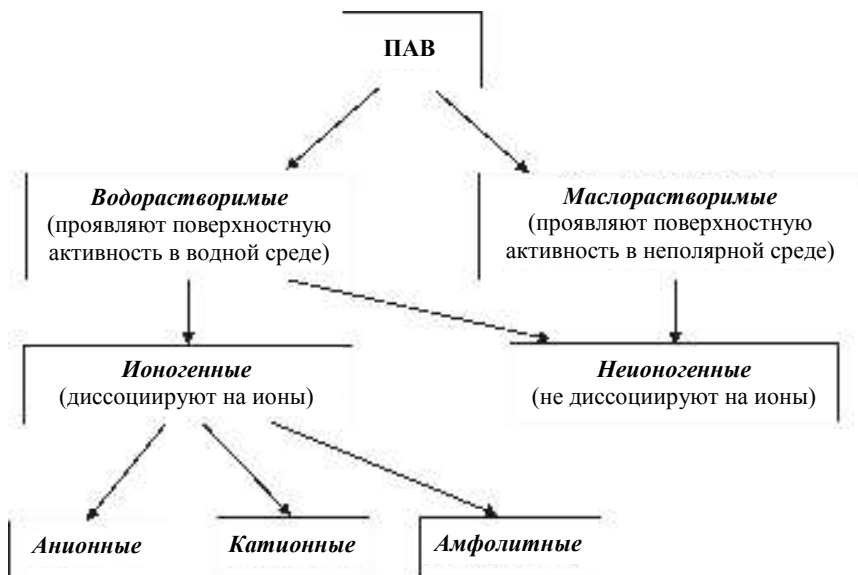 ПАВ
Водорастворимые
(проявляют поверхностную
активность в водной среде)
Маслорастворимые
(проявляют поверхностную
активность в неполярной среде)
Ионогенные
(диссоциируют на ионы)
Неионогенные
(не диссоциируют на ионы)
Анионные
Катионные
Амфолитные